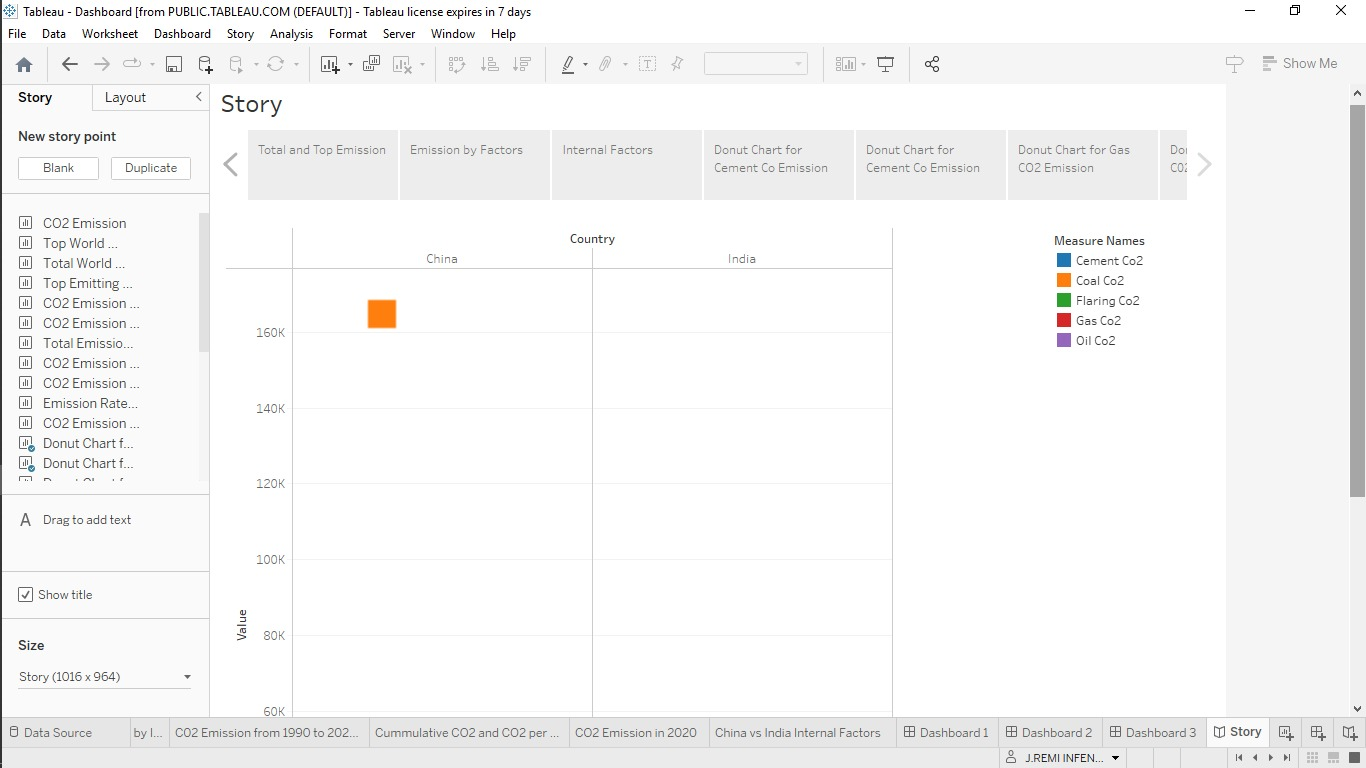 Tableau - Dashboard [from PUBLIC.TABLEAU.COM (DEFAULT)] - Tableau license expires in 7 days
File Data Worksheet Dashboard Story Analysis Format Server Window Help
Show Me
Story Layout
New story point
Blank Duplicate
CO2 Emission
Top World ...
Total World ...
Top Emitting ...
CO2 Emission ...
CO2 Emission ...
Total Emissio...
CO2 Emission ...
CO2 Emission ...
Emission Rate...
CO2 Emission ...
Donut Chart f...
Donut Chart f...
A Drag to add text
Show title
Size
Story (1016 x 964)
Story
Total and Top Emission
Emission by Factors
Internal Factors
Donut Chart for
Cement Co Emission
Donut Chart for
Cement Co Emission
Donut Chart for Gas
CO2 Emission
Country
China India
160K
140K
120K
100K
80K
60K
Value
Measure Names
Cement Co2
Coal Co2
Flaring Co2
Gas Co2
Oil Co2
Data Source by I... CO2 Emission from 1990 to 202... Cummulative CO2 and CO2 per ... CO2 Emission in 2020 China vs India Internal Factors Dashboard 1 Dashboard 2 Dashboard 3 Story
J.REMI INFEN...